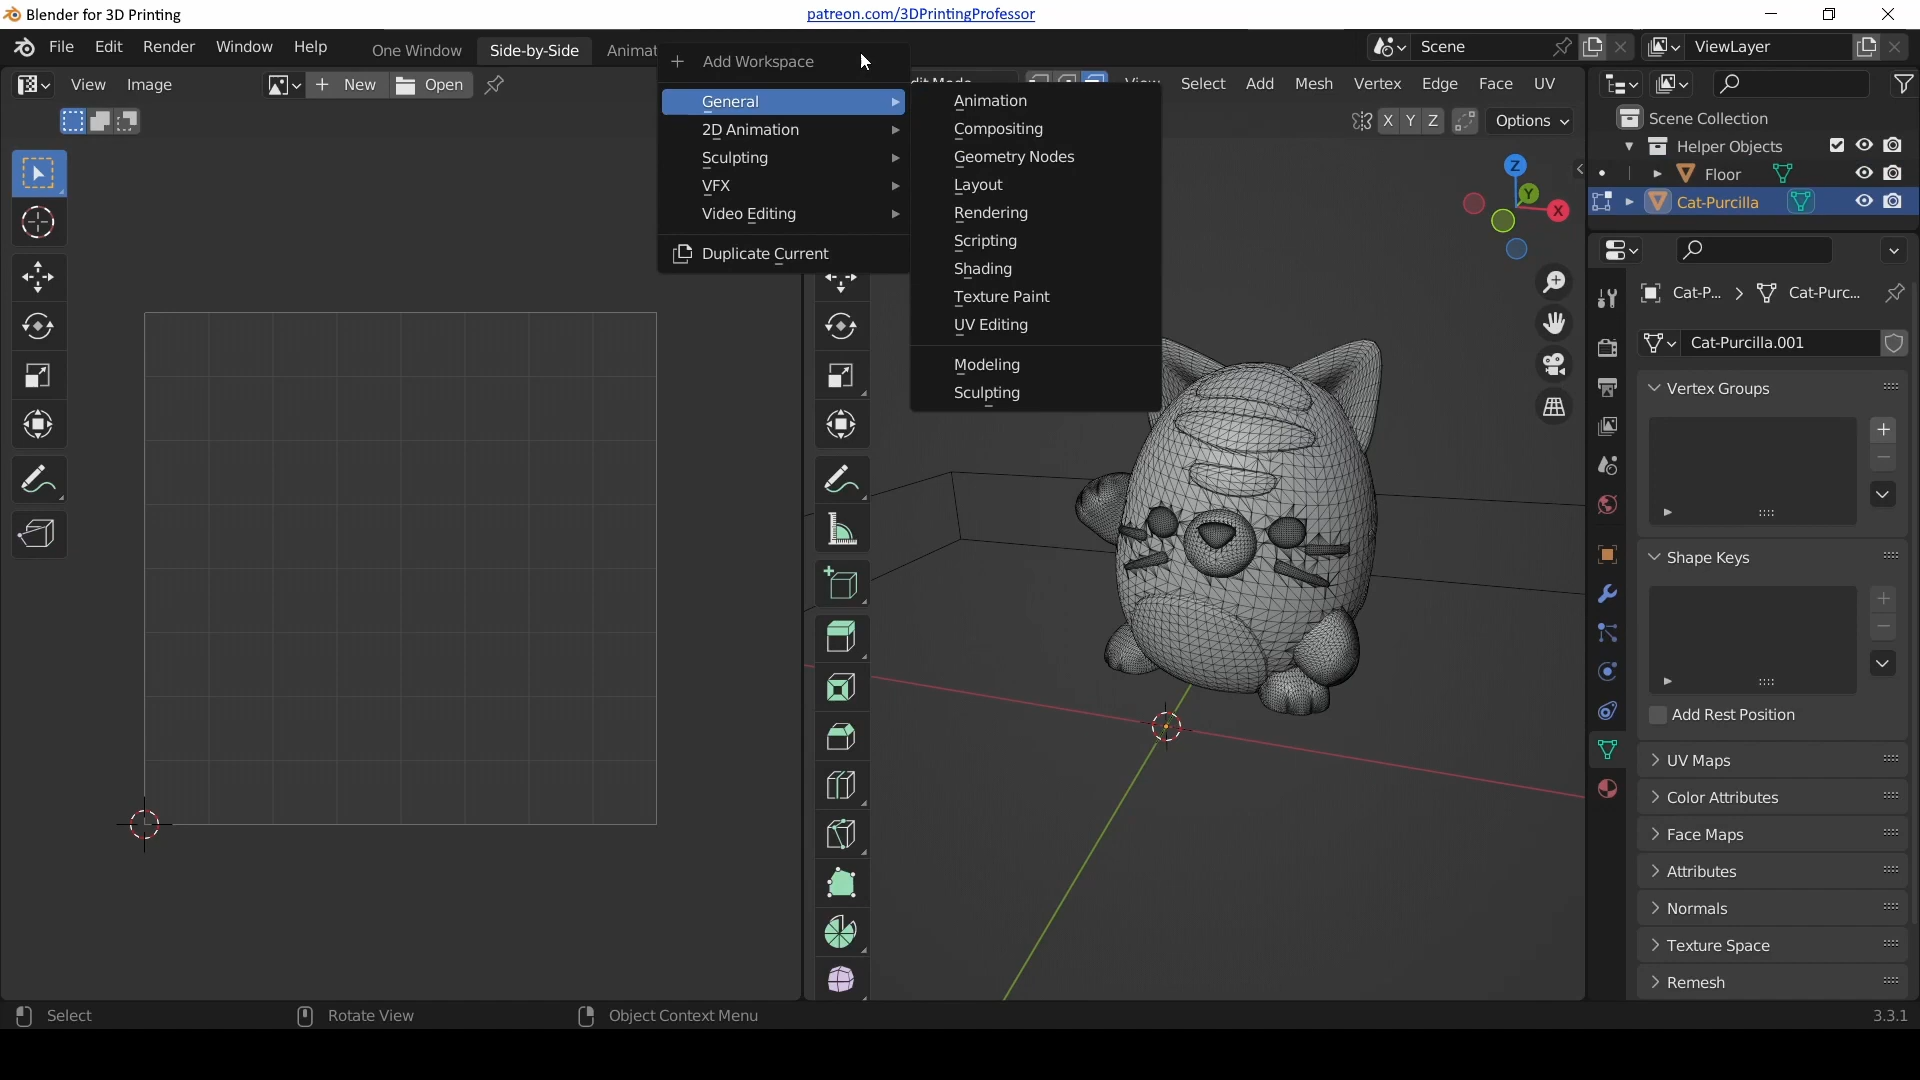 Blender for 3D Printing
patreon.com/3DPrintingProfessor
File Edit Render Window Help
One Window Side-by-Side Animat
Scene
ViewLayer
View Image
New
Open
Add Workspace
General
2D Animation
Sculpting
VFX
Video Editing
Duplicate Current
Animation
Compositing
Geometry Nodes
Layout
Rendering
Scripting
Shading
Texture Paint
UV Editing
Modeling
Sculpting
Select Add Mesh Vertex Edge Face UV
X Y Z
Options
Z
Y
X
Scene Collection
Helper Objects
Floor
Cat-Purcilla
Cat-P... Cat-Purc...
Cat-Purcilla.001
Vertex Groups
Shape Keys
Add Rest Position
UV Maps
Color Attributes
Face Maps
Attributes
Normals
Texture Space
Remesh
Select
Rotate View
Object Context Menu
3.3.1